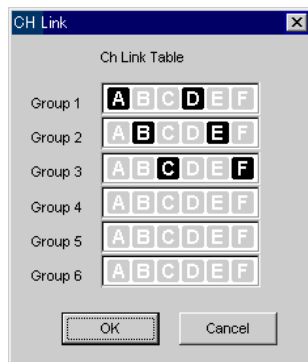 CH Link
Ch Link Table
Group 1 A B C D E F
Group 2 A B C D E F
Group 3 A B C D E F
Group 4 A B C D E F
Group 5 A B C D E F
Group 6 A B C D E F
OK Cancel